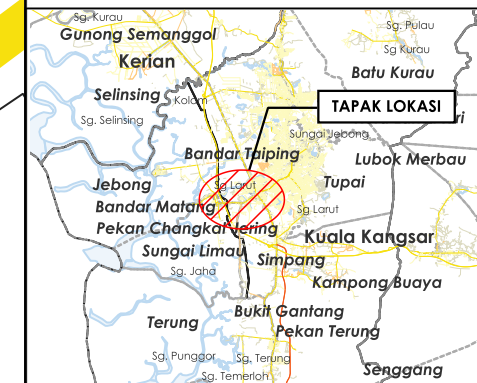 Sg. Kurau
Gunong Semanggol
Sg. Pulau
Sg Kurau
Kerian
Batu Kurau
Selinsing
Kolam
TAPAK LOKASI
ri
Sg. Selinsing
Sungai Jebong
Bandar Taiping
Lubok Merbau
Jebong
Sg Larut
Tupai
Bandar Matang
Sg Larut
Pekan Changkat Jering
Kuala Kangsar
Sungai Limau
Simpang
Sg. Jaha
Kampong Buaya
Bukit Gantang
Terung
Pekan Terung
Sg. Punggor
Sg. Terung
Senggang
Sg. Temerloh